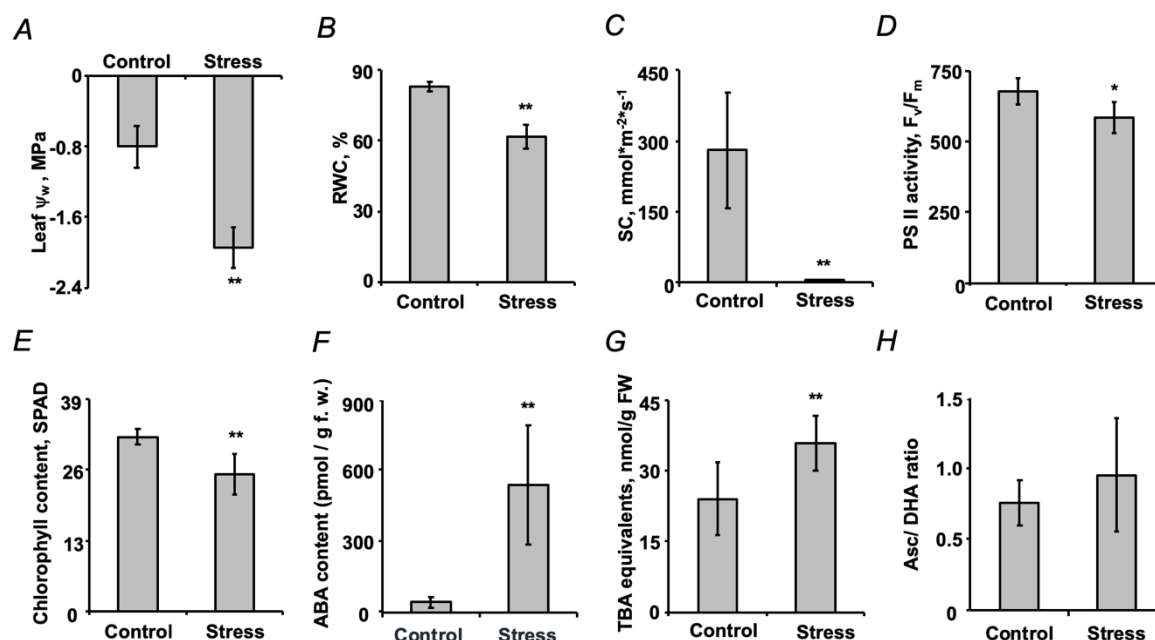 A
Control Stress
0
-0.8
-1.6
-2.4
Leaf ψw, MPa
**
B
90
60
30
0
RWC, %
**
Control Stress
C
450
300
150
0
SC, mmol*m-2*s-1
**
Control Stress
D
750
500
250
0
PS II activity, Fv/Fm
*
Control Stress
E
39
26
13
0
Chlorophyll content, SPAD
**
Control Stress
F
900
600
300
0
ABA content (pmol / g f. w.)
**
Control Stress
G
45
30
15
0
TBA equivalents, nmol/g FW
**
Control Stress
H
1.5
1.0
0.5
0
Asc/ DHA ratio
Control Stress